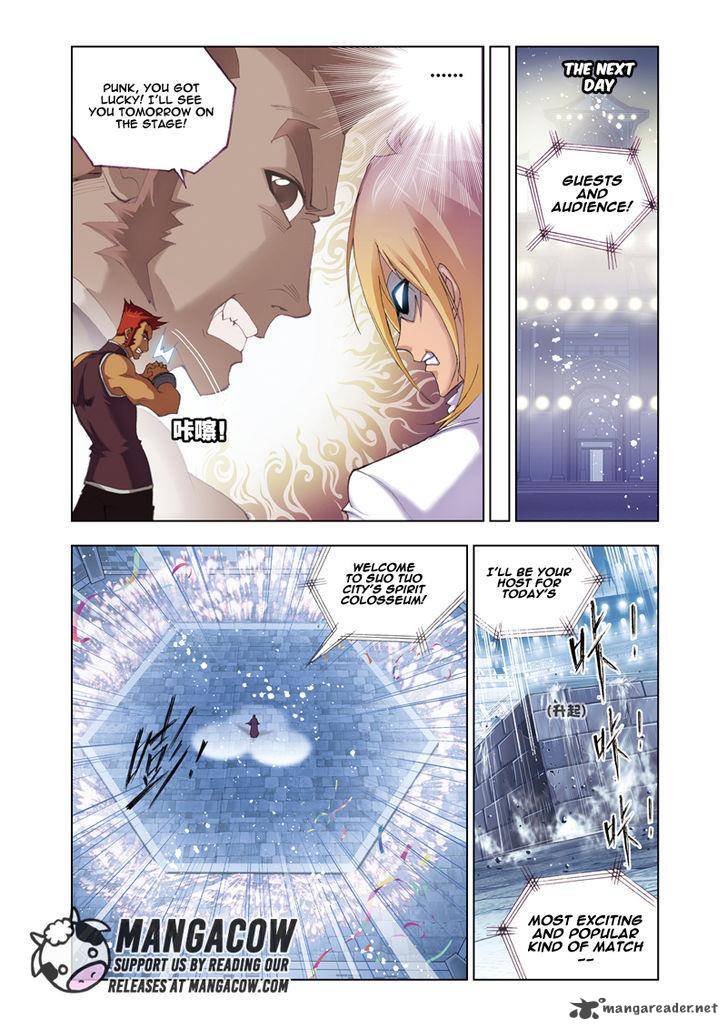 PUNK, YOU GOT
LUCKY! I'LL SEE
YOU TOMORROW ON
THE STAGE!
......
咔嚓!
THE NEXT
DAY
GUESTS
AND
AUDIENCE!
WELCOME
TO SUO TUO
CITY'S SPIRIT
COLOSSEUM!
嘭!
I'LL BE YOUR
HOST FOR
TODAY'S
咔!
(升起)
咔!
咔!
MOST EXCITING
AND POPULAR
KIND OF MATCH
--
MANGACOW
SUPPORT US BY READING OUR
RELEASES AT MANGACOW.COM!
mangareader.net